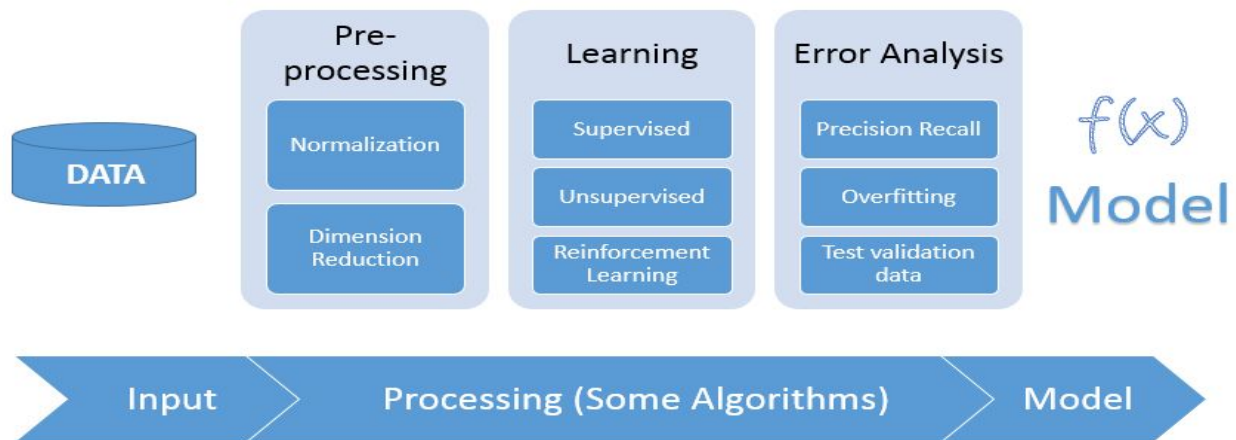 DATA
Pre-
processing
Normalization
Dimension
Reduction
Learning
Supervised
Unsupervised
Reinforcement
Learning
Error Analysis
Precision Recall
Overfitting
Test validation
data
f(x)
Model
Input
Processing (Some Algorithms)
Model